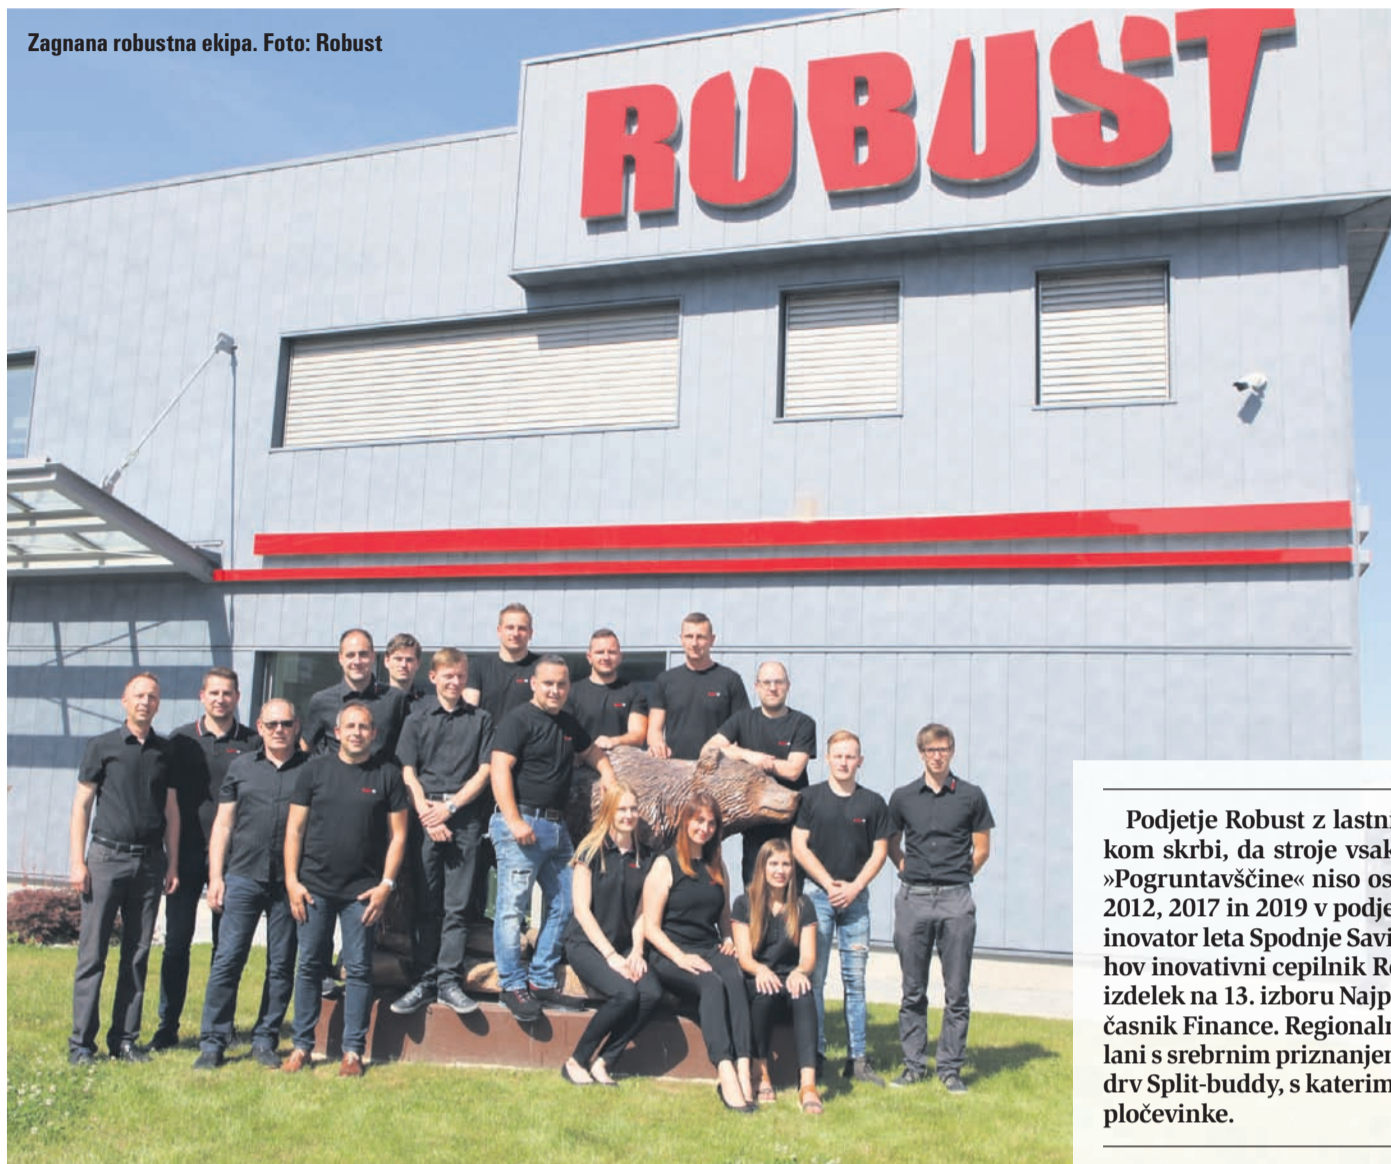 Zagnana robustna ekipa. Foto: Robust
ROBUST
Podjetje Robust z lastni
kom skrbi, da stroje vsak
»Pogruntavščine« niso os
2012, 2017 in 2019 v podje
inovator leta Spodnje Savi
hov inovativni cepilnik R
izdelek na 13. izboru Najp
časnik Finance. Regionaln
lani s srebrnim priznanje
drv Split-buddy, s katerim
pločevinke.